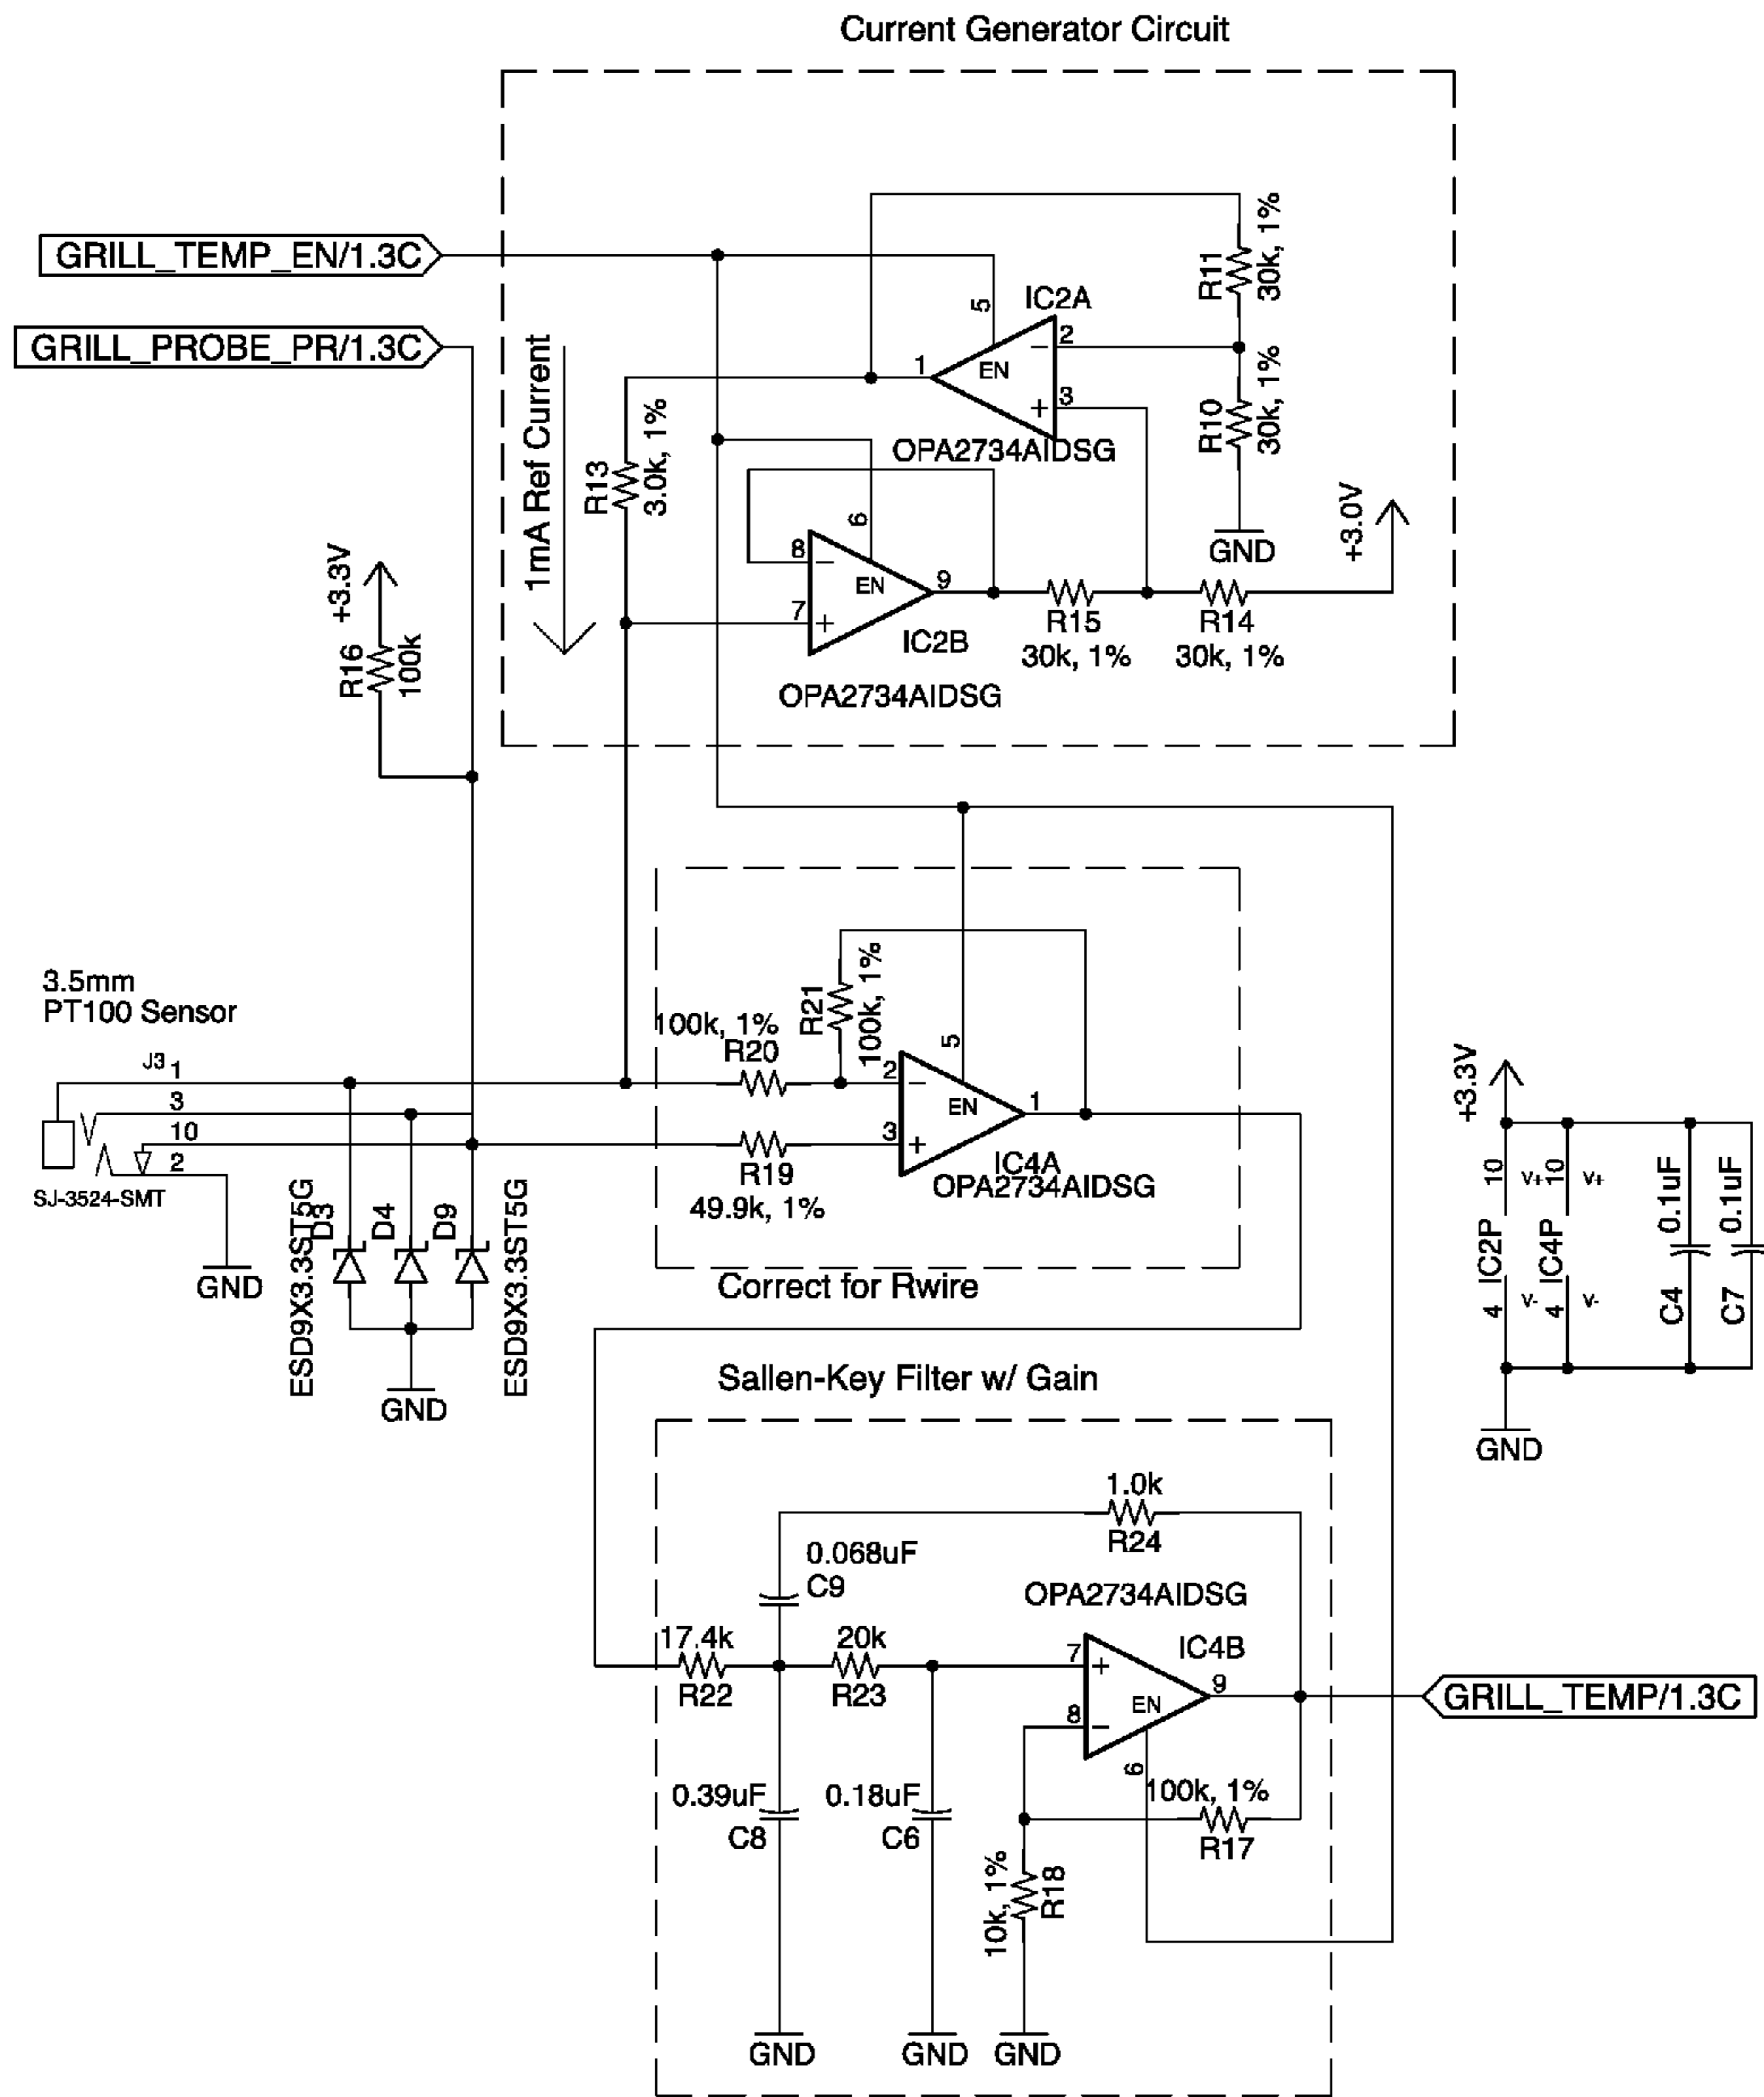 Current Generator Circuit
GRILL_TEMP_EN/1.3C
GRILL_PROBE_PR/1.3C
1mA Ref Current
R11
30k, 1%
5
IC2A
2
−
1
EN
3
+
OPA2734AIDSG
R10
30k, 1%
GND
R13
3.0k, 1%
6
8
−
EN
9
7
+
IC2B
OPA2734AIDSG
R15
30k, 1%
R14
30k, 1%
+3.0V
+3.3V
R16
100k
3.5mm
PT100 Sensor
J3
1
3
10
2
SJ-3524-SMT
GND
ESD9X3.3ST5G
D3
D4
D9
ESD9X3.3ST5G
GND
100k, 1%
R20
R21
100k, 1%
5
2
−
EN
1
3
+
R19
49.9k, 1%
IC4A
OPA2734AIDSG
Correct for Rwire
+3.3V
10
V+
10
V+
IC2P
IC4P
4
V-
4
V-
0.1uF
C4
0.1uF
C7
GND
Sallen-Key Filter w/ Gain
1.0k
R24
0.068uF
C9
OPA2734AIDSG
17.4k
R22
20k
R23
7
+
IC4B
EN
9
8
−
6
GRILL_TEMP/1.3C
0.39uF
C8
0.18uF
C6
100k, 1%
R17
10k, 1%
R18
GND
GND
GND